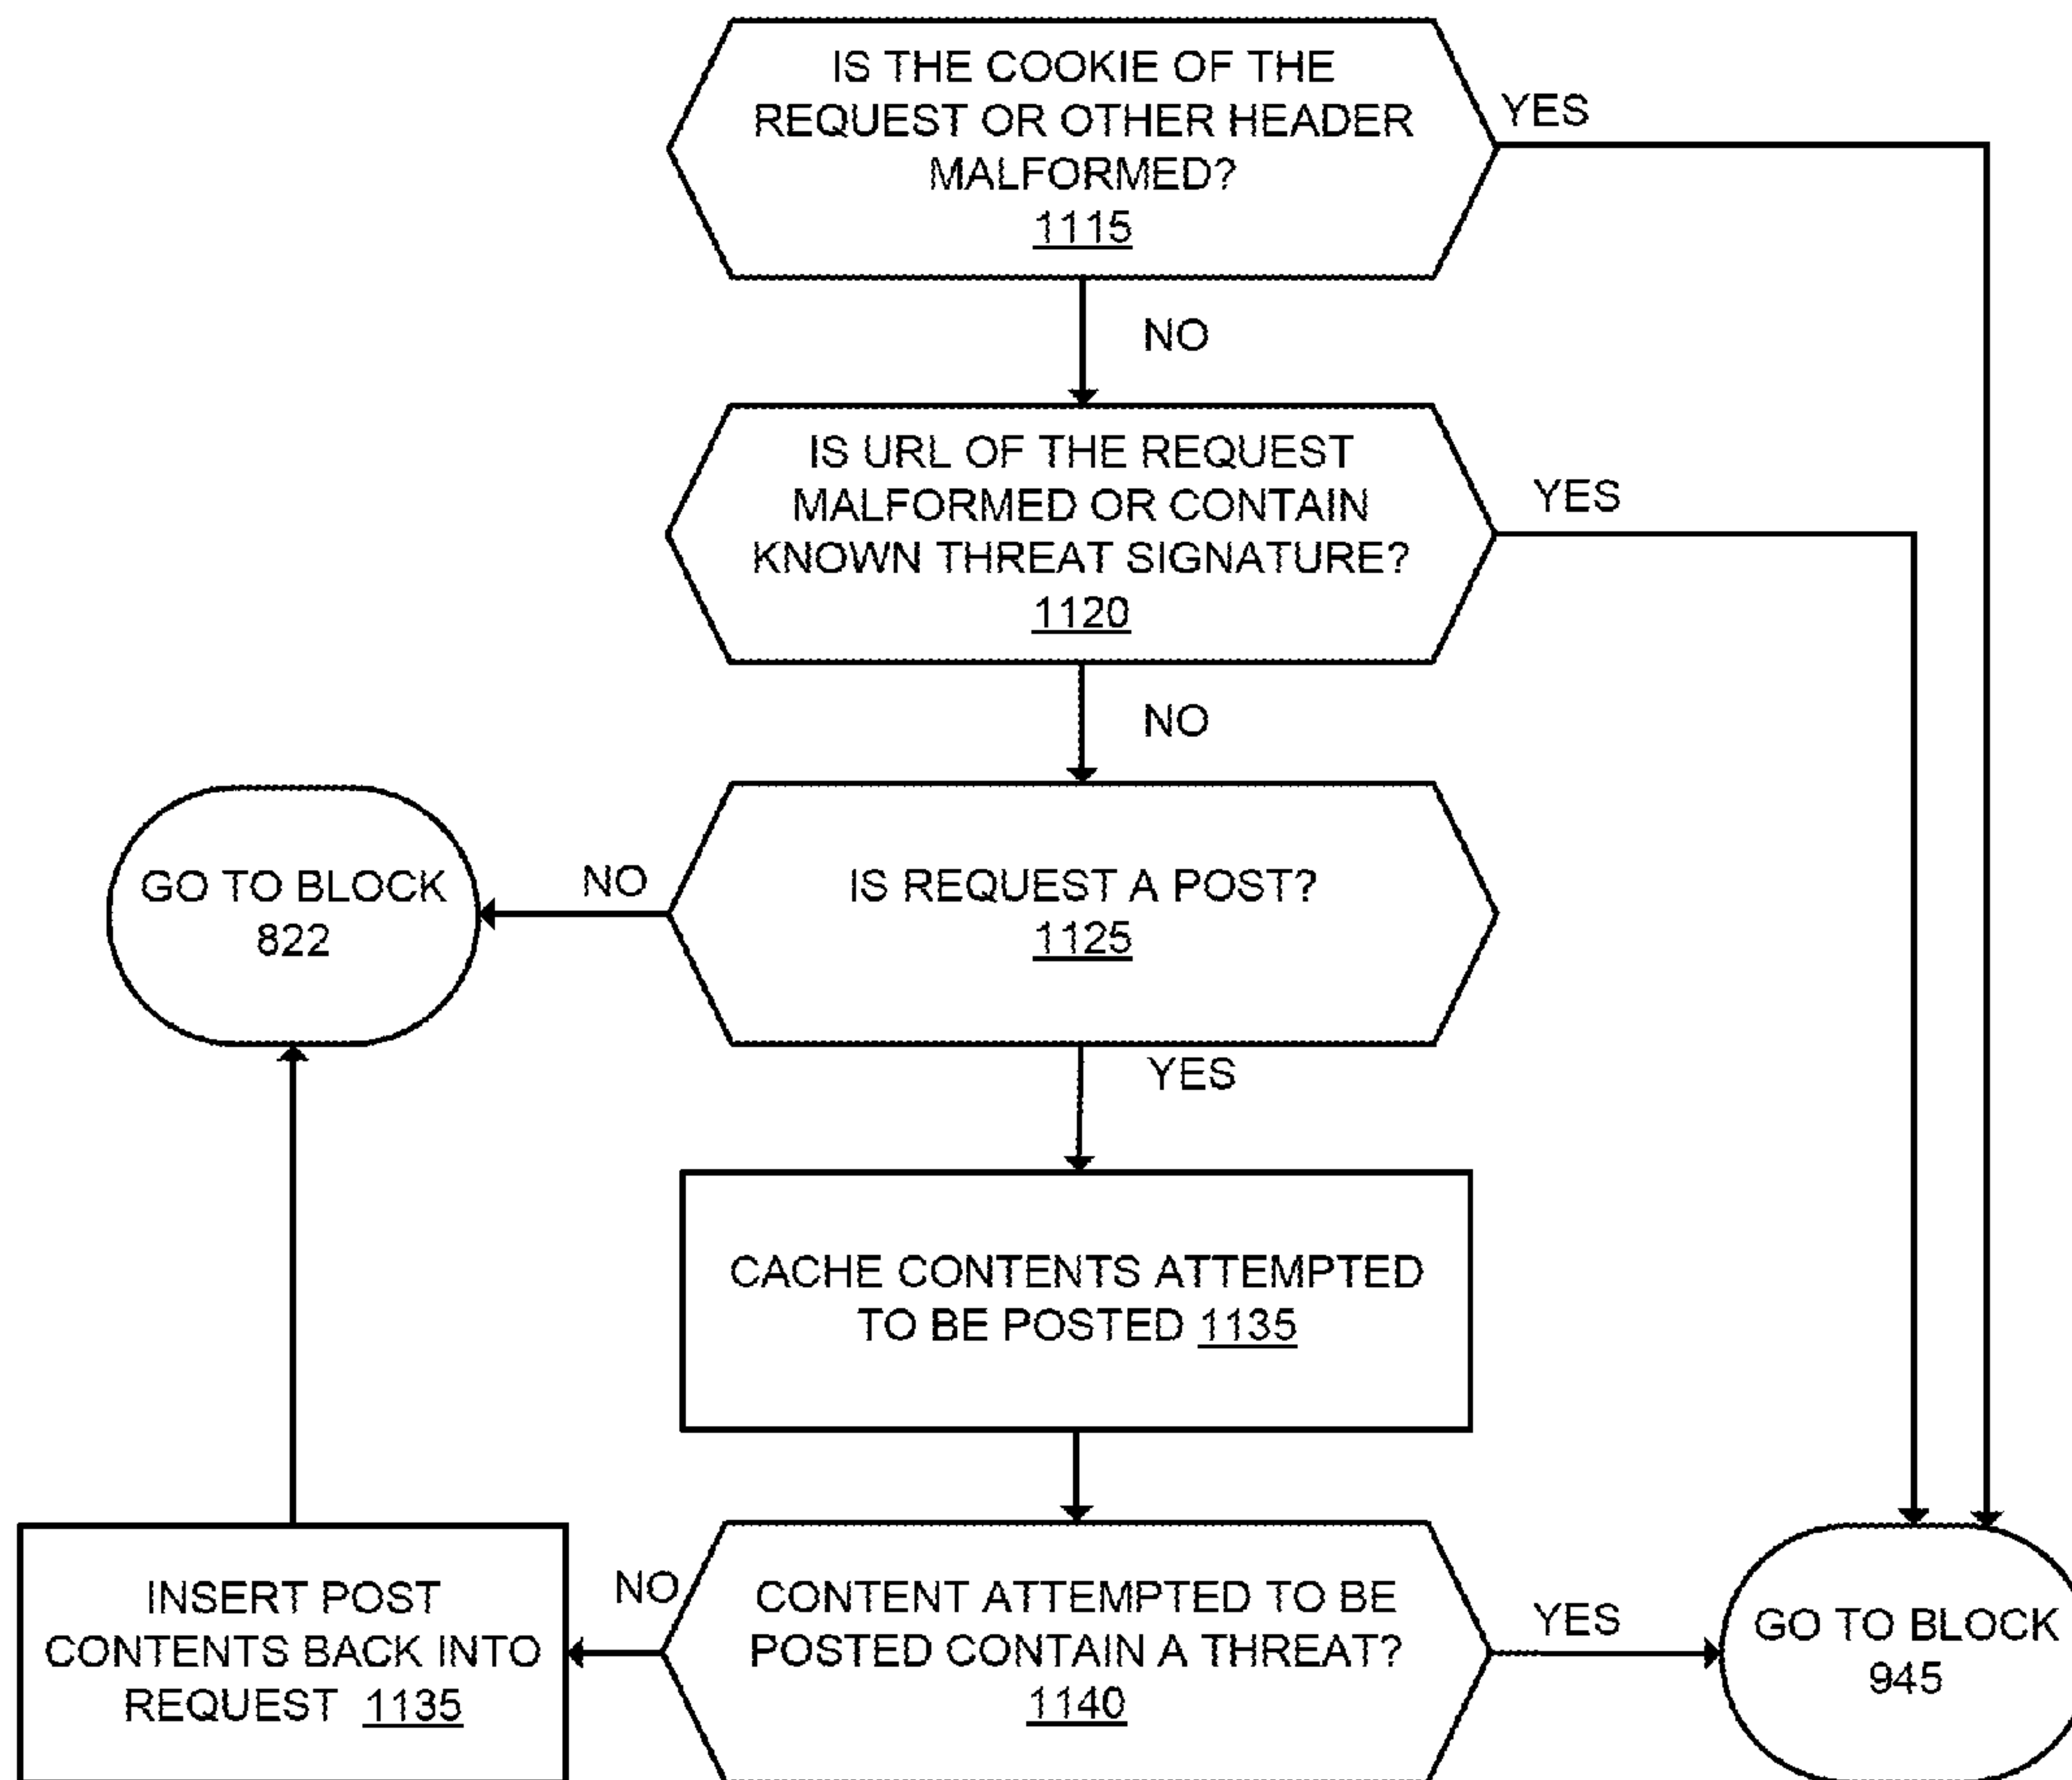 IS THE COOKIE OF THE
REQUEST OR OTHER HEADER
MALFORMED?
1115
YES
NO
IS URL OF THE REQUEST
MALFORMED OR CONTAIN
KNOWN THREAT SIGNATURE?
1120
YES
NO
GO TO BLOCK
822
NO
IS REQUEST A POST?
1125
YES
CACHE CONTENTS ATTEMPTED
TO BE POSTED 1135
INSERT POST
CONTENTS BACK INTO
REQUEST 1135
NO
CONTENT ATTEMPTED TO BE
POSTED CONTAIN A THREAT?
1140
YES
GO TO BLOCK
945